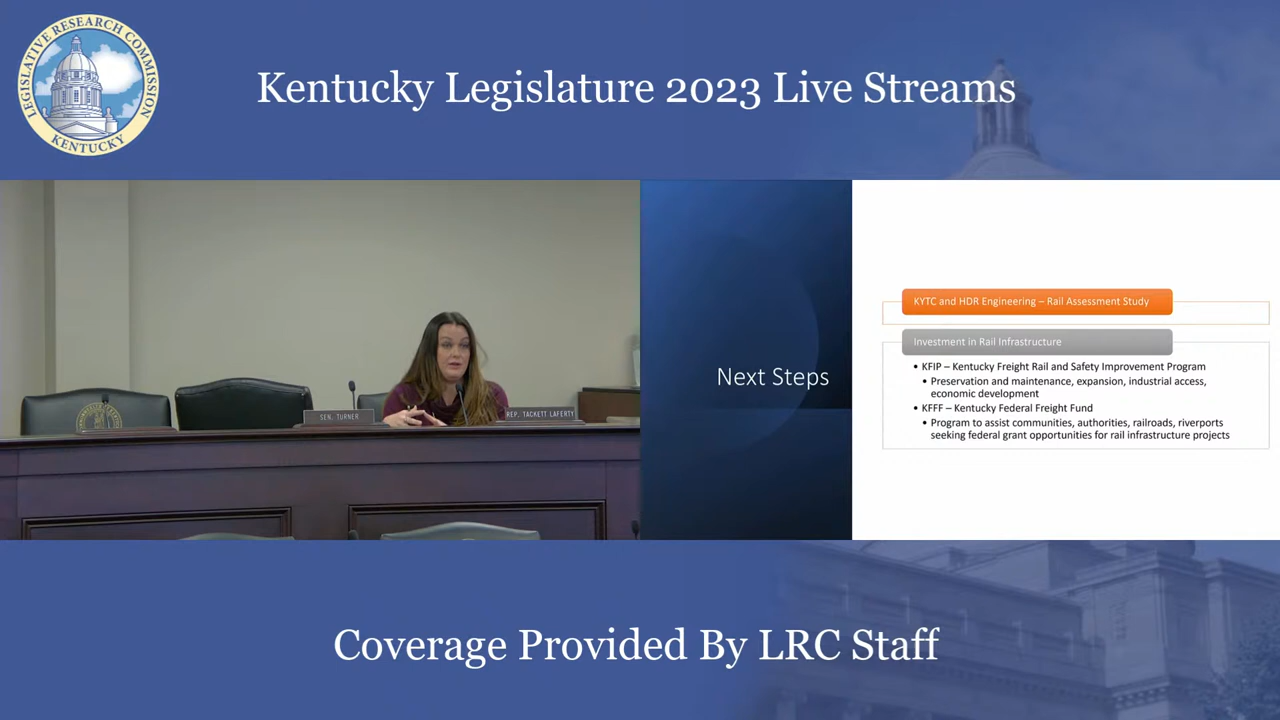 LEGISLATIVE RESEARCH COMMISSION
KENTUCKY
Kentucky Legislature 2023 Live Streams
SEN. TURNER
REP. TACKETT LAFERTY
Next Steps
KYTC and HDR Engineering – Rail Assessment Study
Investment in Rail Infrastructure
• KFIP – Kentucky Freight Rail and Safety Improvement Program
• Preservation and maintenance, expansion, industrial access,
economic development
• KFFF – Kentucky Federal Freight Fund
• Program to assist communities, authorities, railroads, riverports
seeking federal grant opportunities for rail infrastructure projects
Coverage Provided By LRC Staff